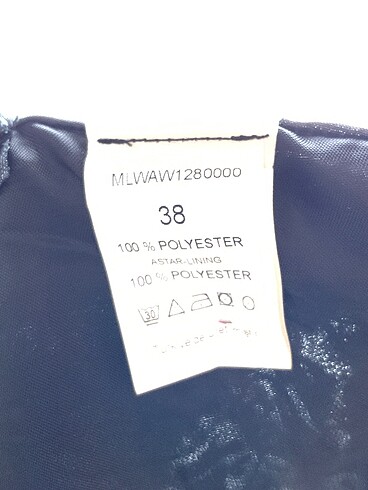 MLWAW1280000
38
100 % POLYESTER
ASTAR-LINING
100 % POLYESTER
30